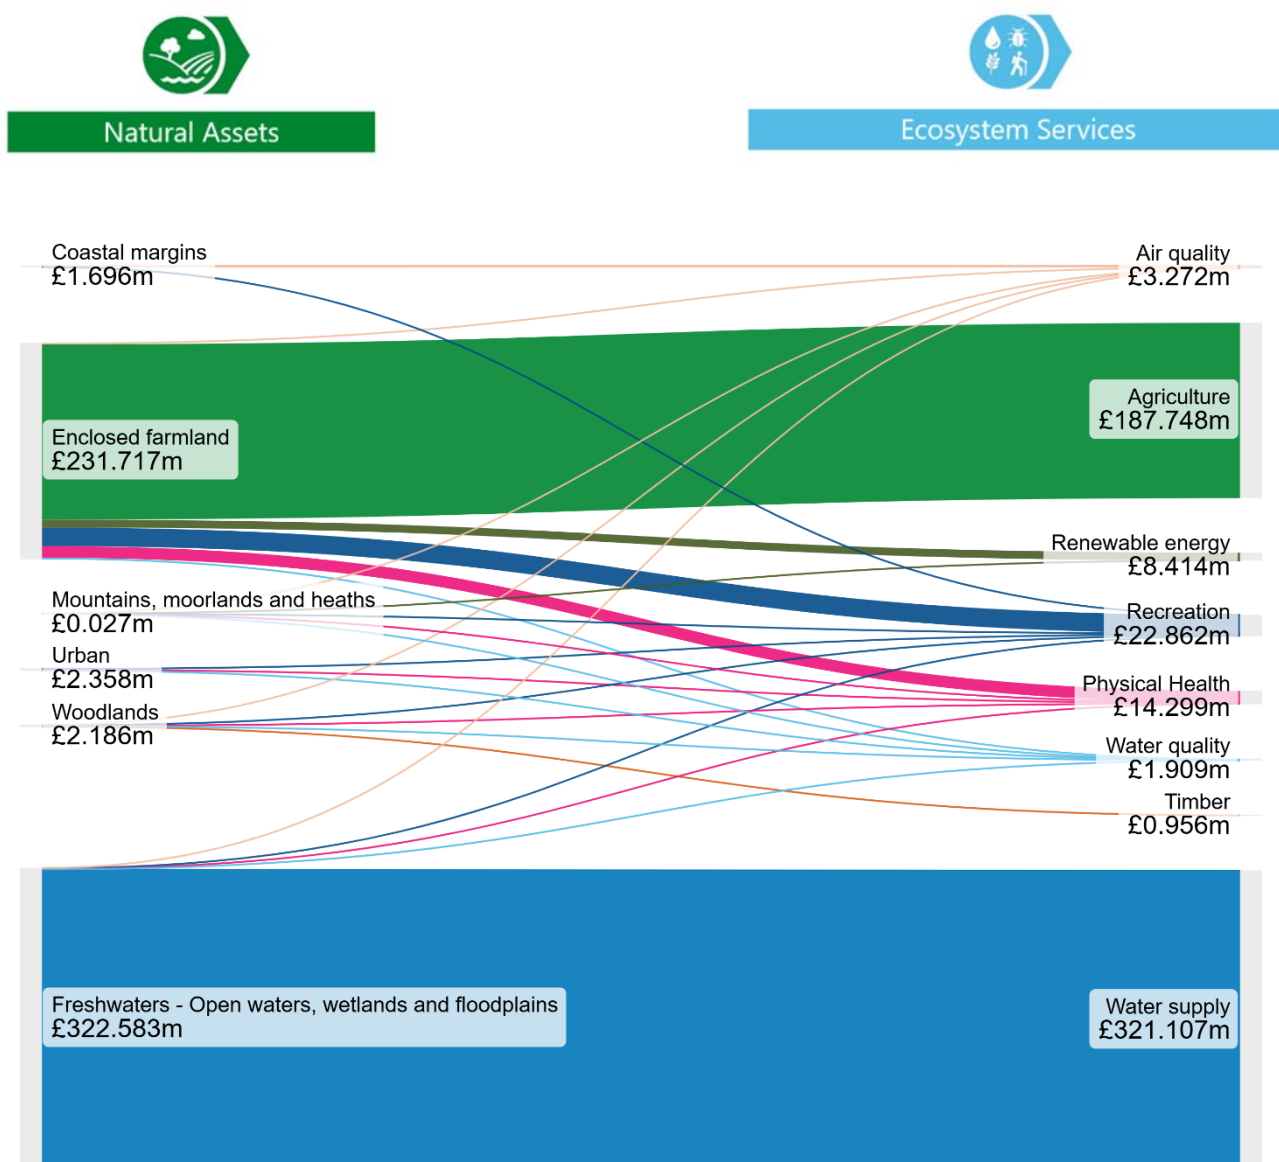 Natural Assets
Ecosystem Services
Coastal margins
£1.696m
Air quality
£3.272m
Enclosed farmland
£231.717m
Agriculture
£187.748m
Renewable energy
£8.414m
Mountains, moorlands and heaths
£0.027m
Recreation
£22.862m
Urban
£2.358m
Physical Health
£14.299m
Woodlands
£2.186m
Water quality
£1.909m
Timber
£0.956m
Freshwaters - Open waters, wetlands and floodplains
£322.583m
Water supply
£321.107m